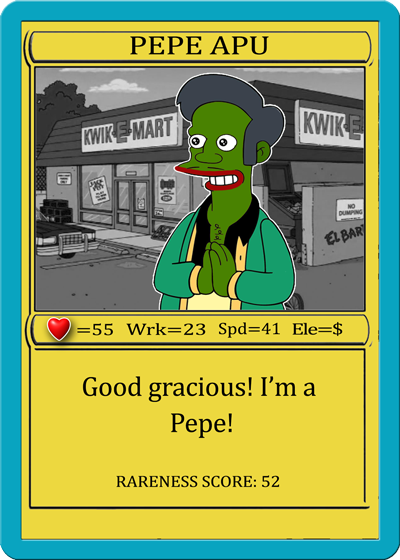 PEPE APU
KWIK-E-MART
KWIK-E
NO
DUMPING
EL BAR
=55 Wrk=23 Spd=41 Ele=$
Good gracious! I'm a
Pepe!
RARENESS SCORE: 52